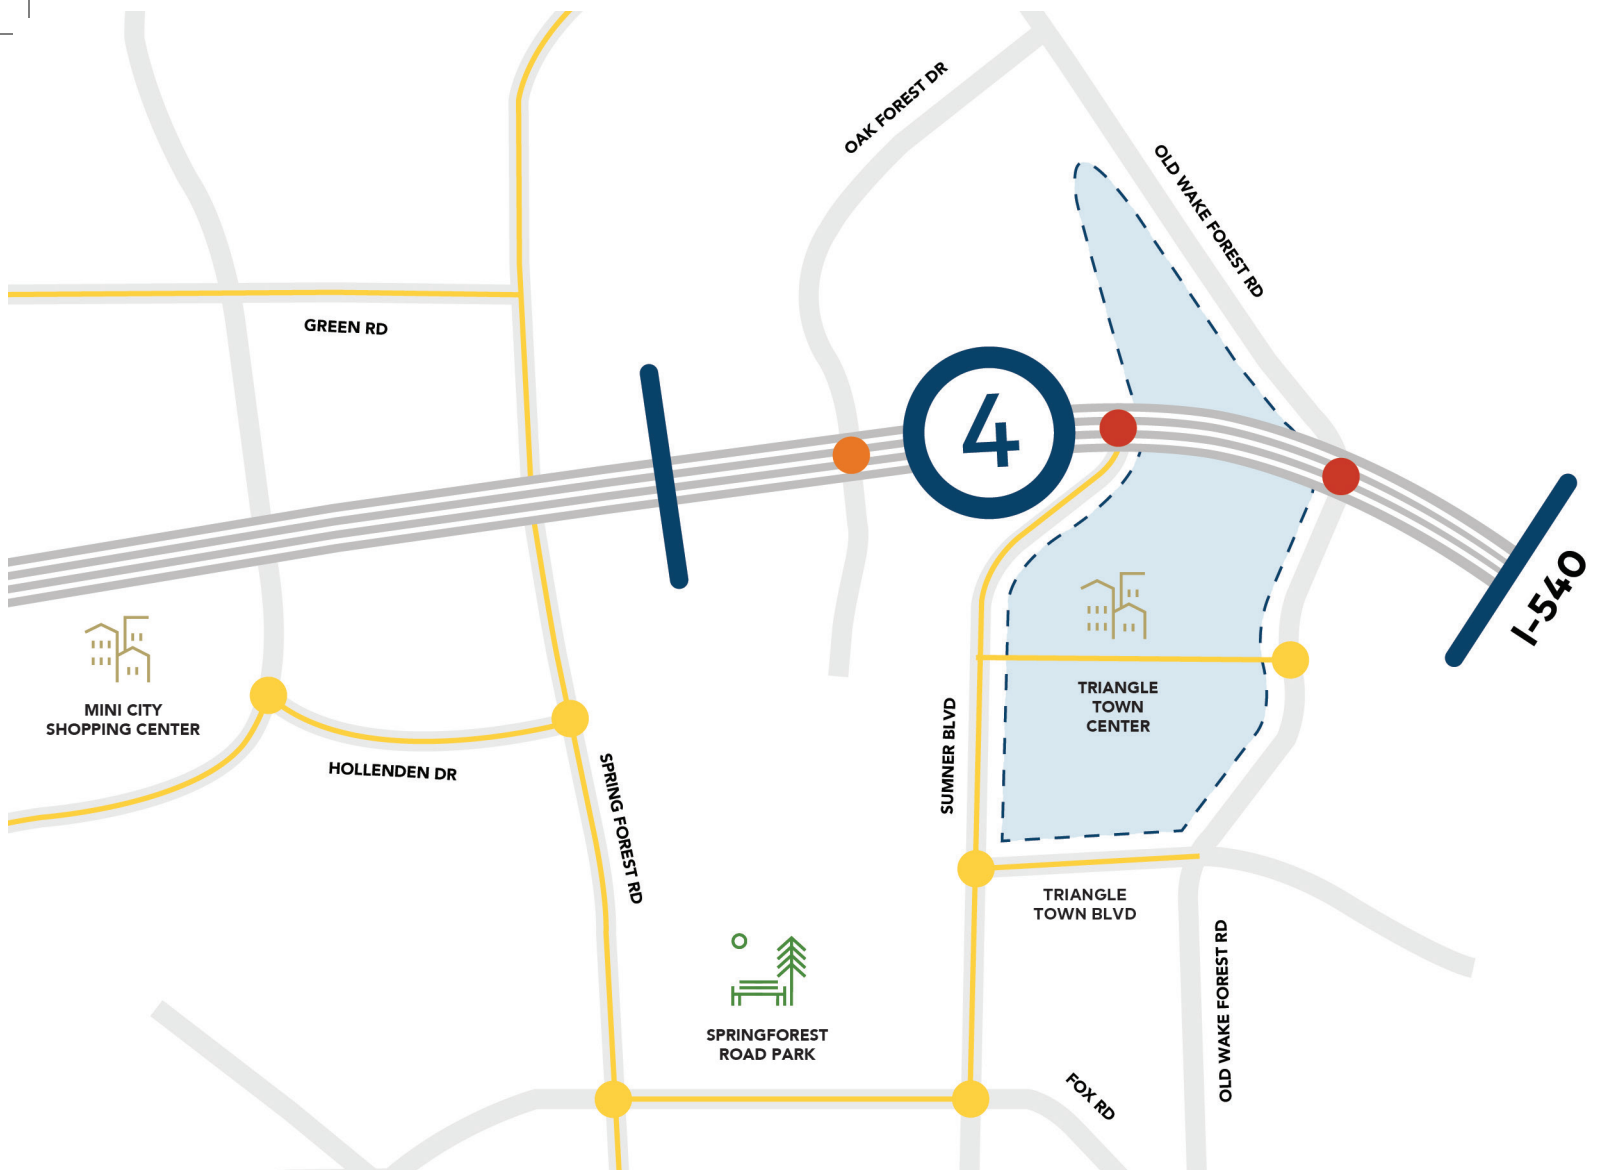 OAK FOREST DR
OLD WAKE FOREST RD
GREEN RD
4
I-540
MINI CITY
SHOPPING CENTER
TRIANGLE
TOWN
CENTER
HOLLENDEN DR
SPRING FOREST RD
SUMNER BLVD
TRIANGLE
TOWN BLVD
OLD WAKE FOREST RD
SPRINGFOREST
ROAD PARK
FOX RD